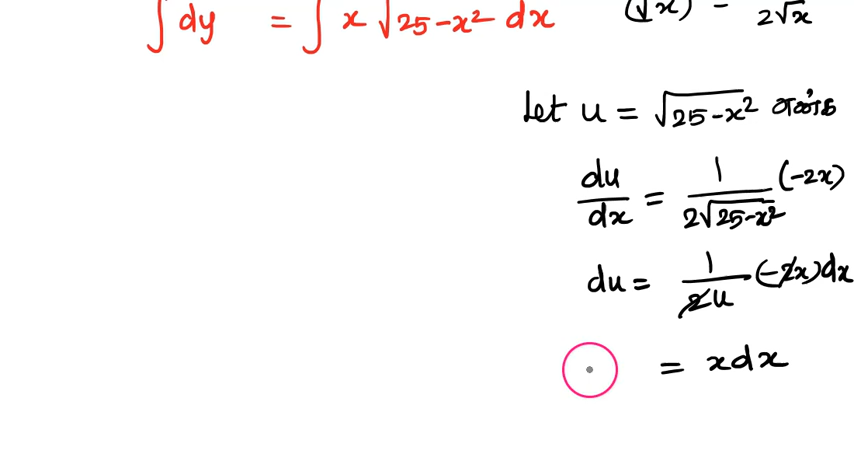 ∫ dy = ∫ x √25-x² dx
(√x) = 2√x
Let u = √25-x²
du/dx = 1/2√25-x² (-2x)
du = 1/2u (-2x) dx
= x dx